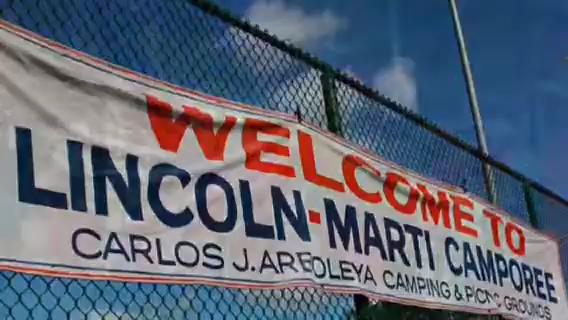 WELCOME TO
LINCOLN-MARTI CAMPOREE
CARLOS J. ARBOLEYA CAMPING & PICNIC GROUNDS